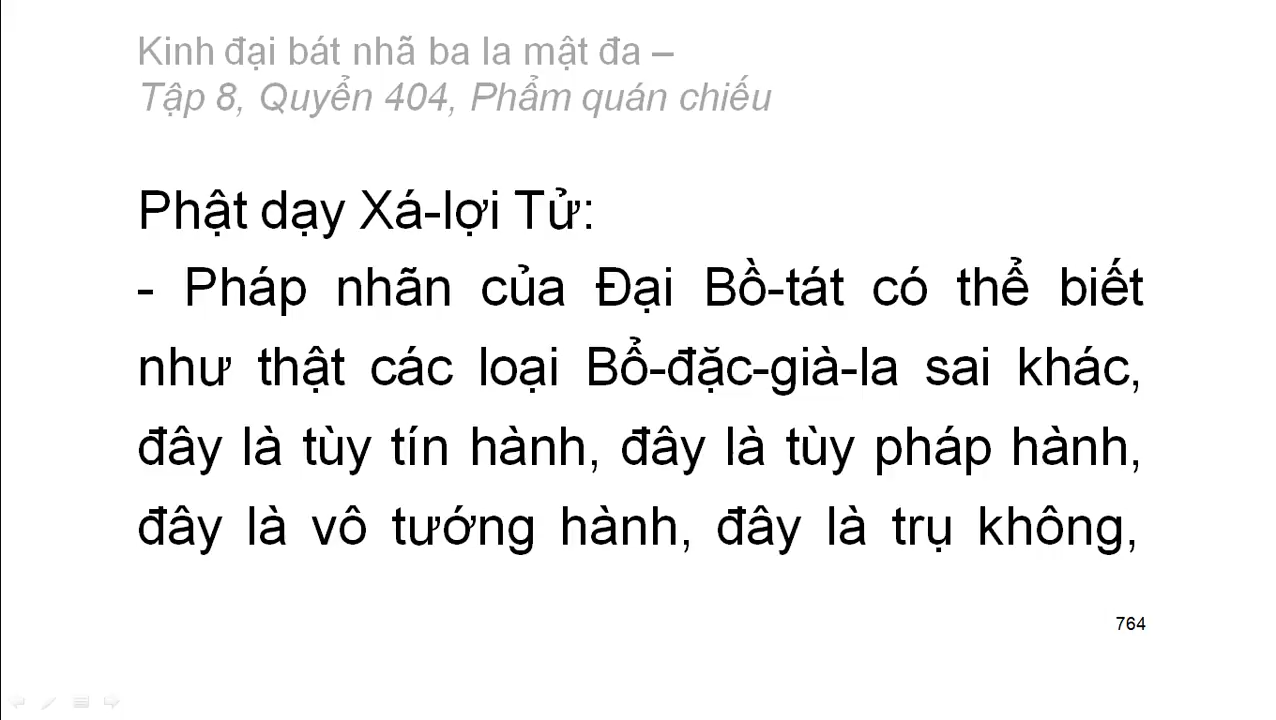 Kinh đại bát nhã ba la mật đa –
Tập 8, Quyển 404, Phẩm quán chiếu
Phật dạy Xá-lợi Tử:
- Pháp nhãn của Đại Bồ-tát có thể biết
như thật các loại Bổ-đặc-già-la sai khác,
đây là tùy tín hành, đây là tùy pháp hành,
đây là vô tướng hành, đây là trụ không,
764